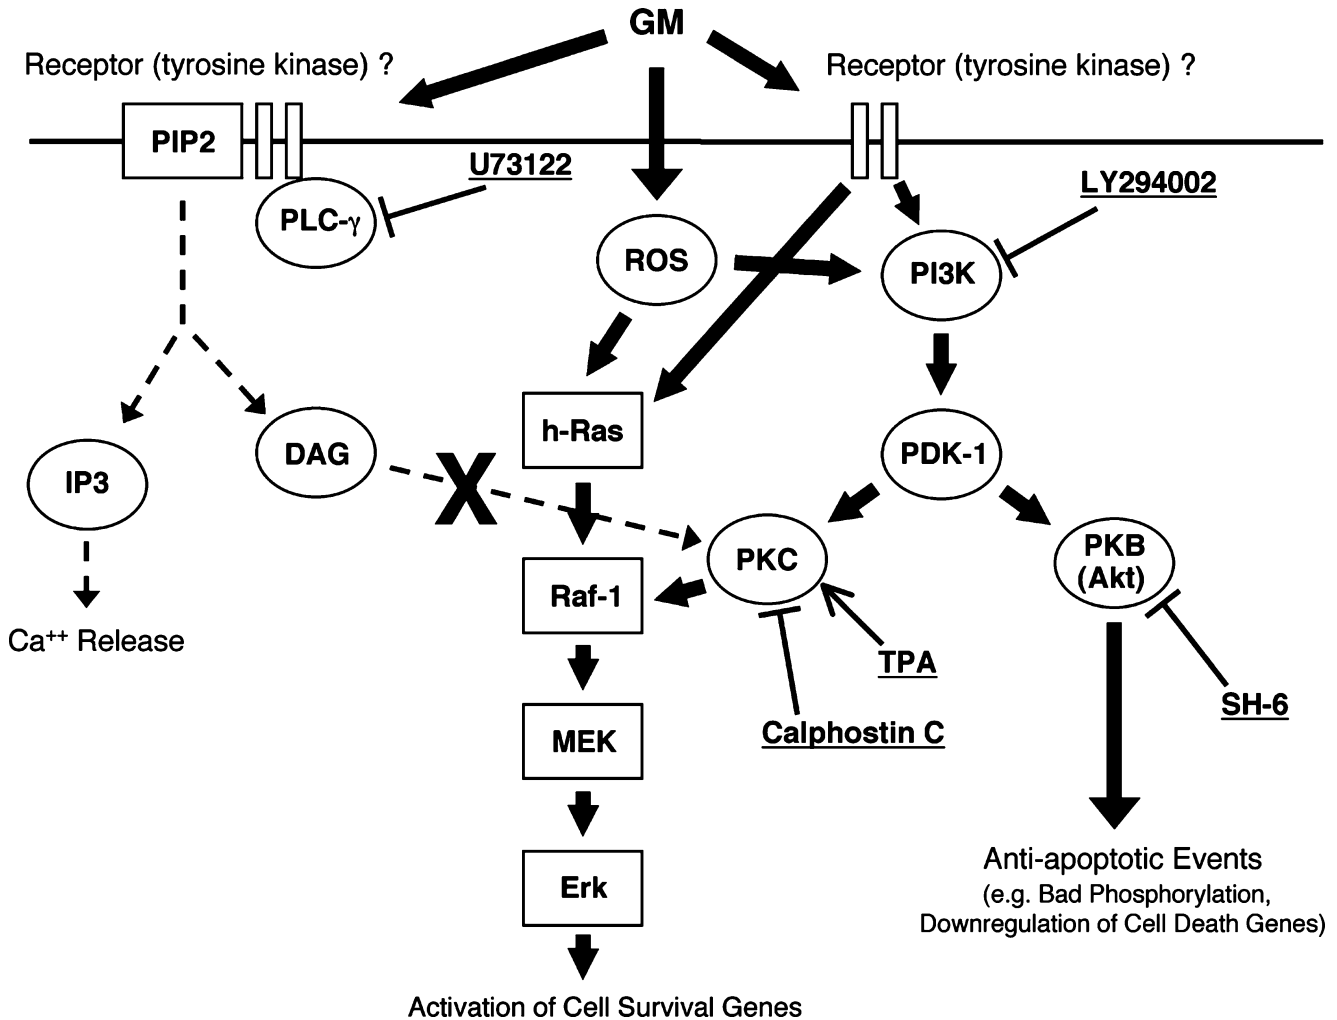 GM
Receptor (tyrosine kinase) ?
Receptor (tyrosine kinase) ?
PIP2
U73122
LY294002
PLC-γ
ROS
PI3K
h-Ras
DAG
PDK-1
IP3
X
PKC
PKB
(Akt)
Raf-1
Ca⁺⁺ Release
TPA
SH-6
Calphostin C
MEK
Anti-apoptotic Events
(e.g. Bad Phosphorylation,
Downregulation of Cell Death Genes)
Erk
Activation of Cell Survival Genes